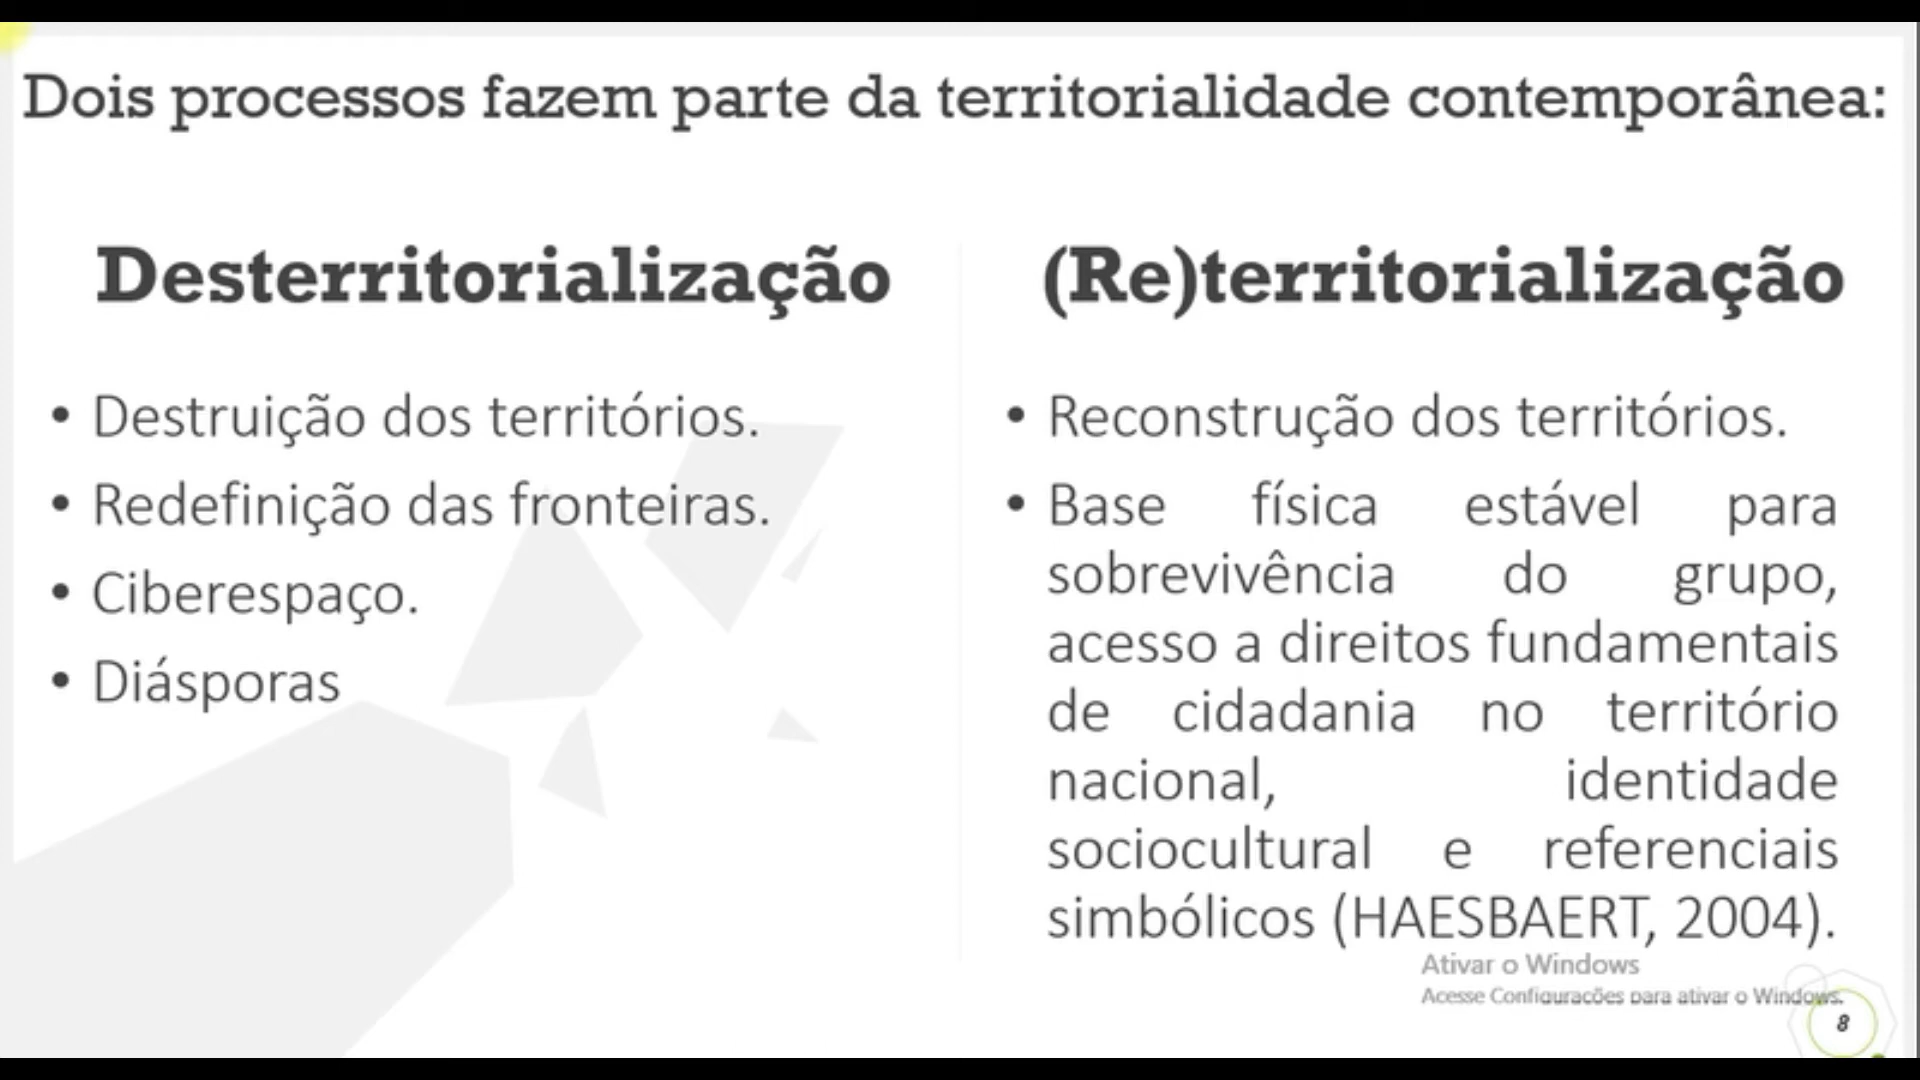 Dois processos fazem parte da territorialidade contemporânea:
Desterritorialização
• Destruição dos territórios.
• Redefinição das fronteiras.
• Ciberespaço.
• Diásporas
(Re)territorialização
• Reconstrução dos territórios.
• Base física estável para
sobrevivência do grupo,
acesso a direitos fundamentais
de cidadania no território
nacional, identidade
sociocultural e referenciais
simbólicos (HAESBAERT, 2004).
Ativar o Windows
Acesse Configurações para ativar o Windows.
8